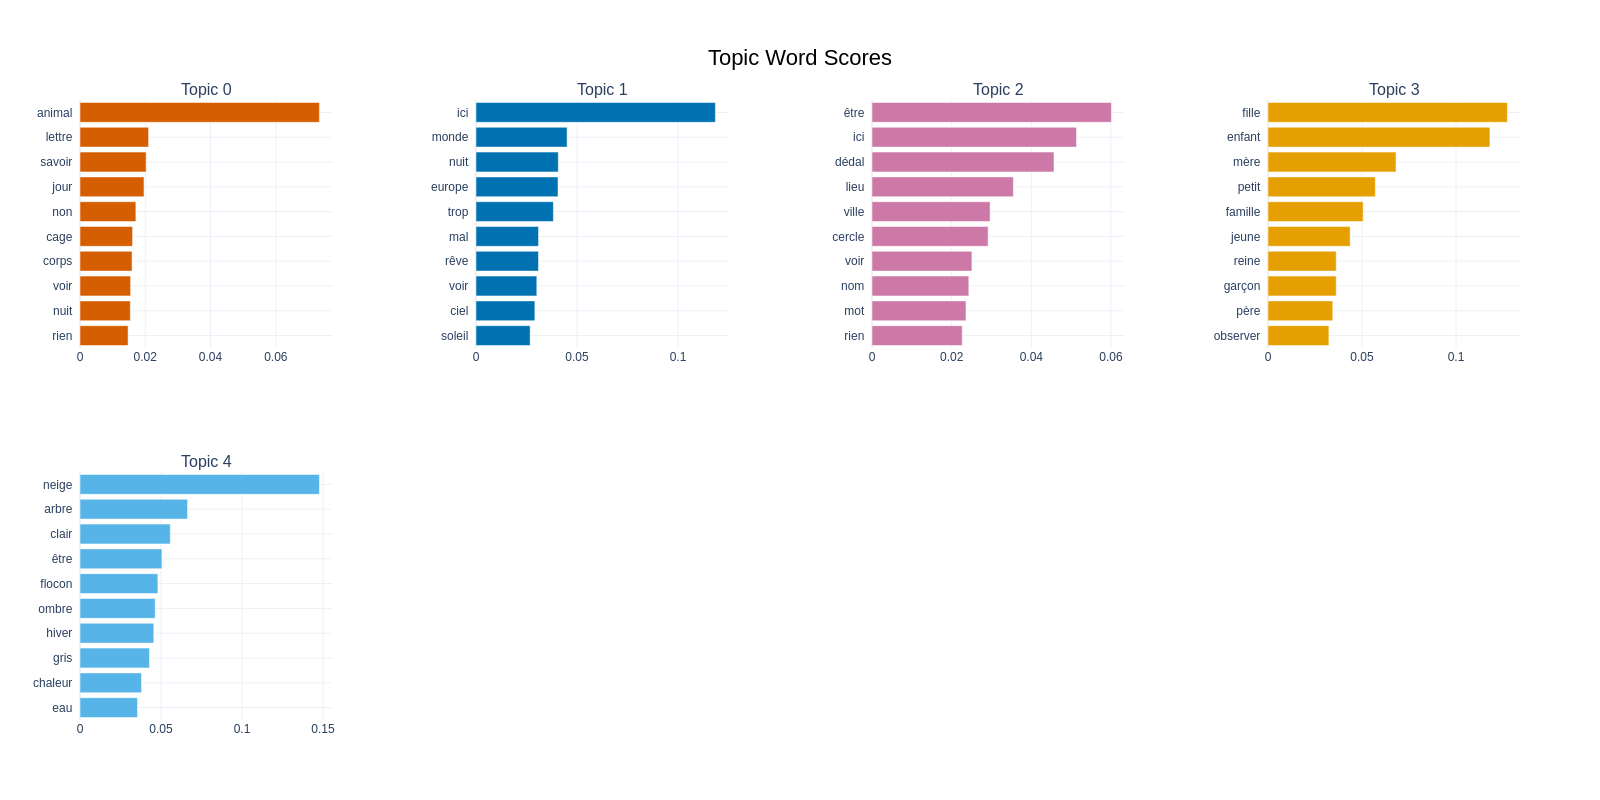 Topic Word Scores
Topic 0
animal
lettre
savoir
jour
non
cage
corps
voir
nuit
rien
0 0.02 0.04 0.06
Topic 1
ici
monde
nuit
europe
trop
mal
rêve
voir
ciel
soleil
0 0.05 0.1
Topic 2
être
ici
dédal
lieu
ville
cercle
voir
nom
mot
rien
0 0.02 0.04 0.06
Topic 3
fille
enfant
mère
petit
famille
jeune
reine
garçon
père
observer
0 0.05 0.1
Topic 4
neige
arbre
clair
être
flocon
ombre
hiver
gris
chaleur
eau
0 0.05 0.1 0.15